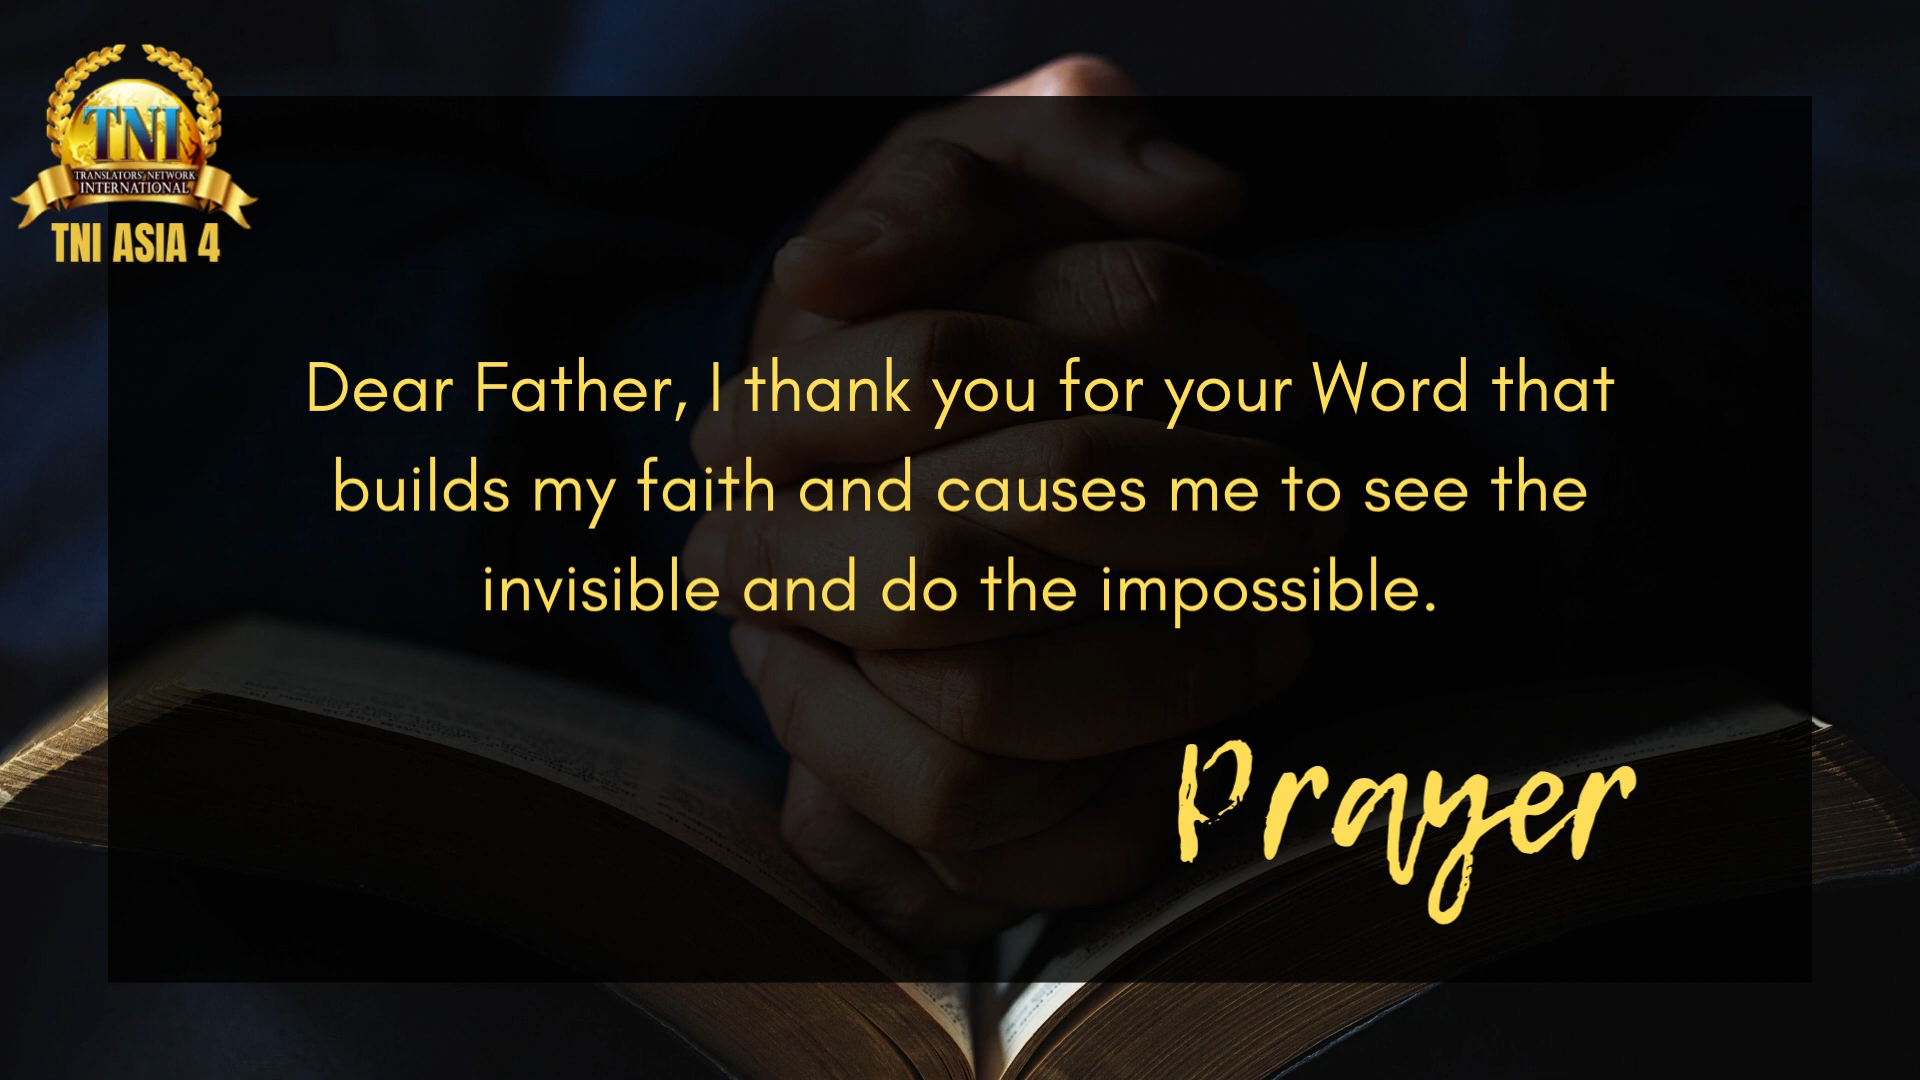 TNI
TRANSLATORS' NETWORK
INTERNATIONAL
TNI ASIA 4
Dear Father, I thank you for your Word that
builds my faith and causes me to see the
invisible and do the impossible.
Prayer